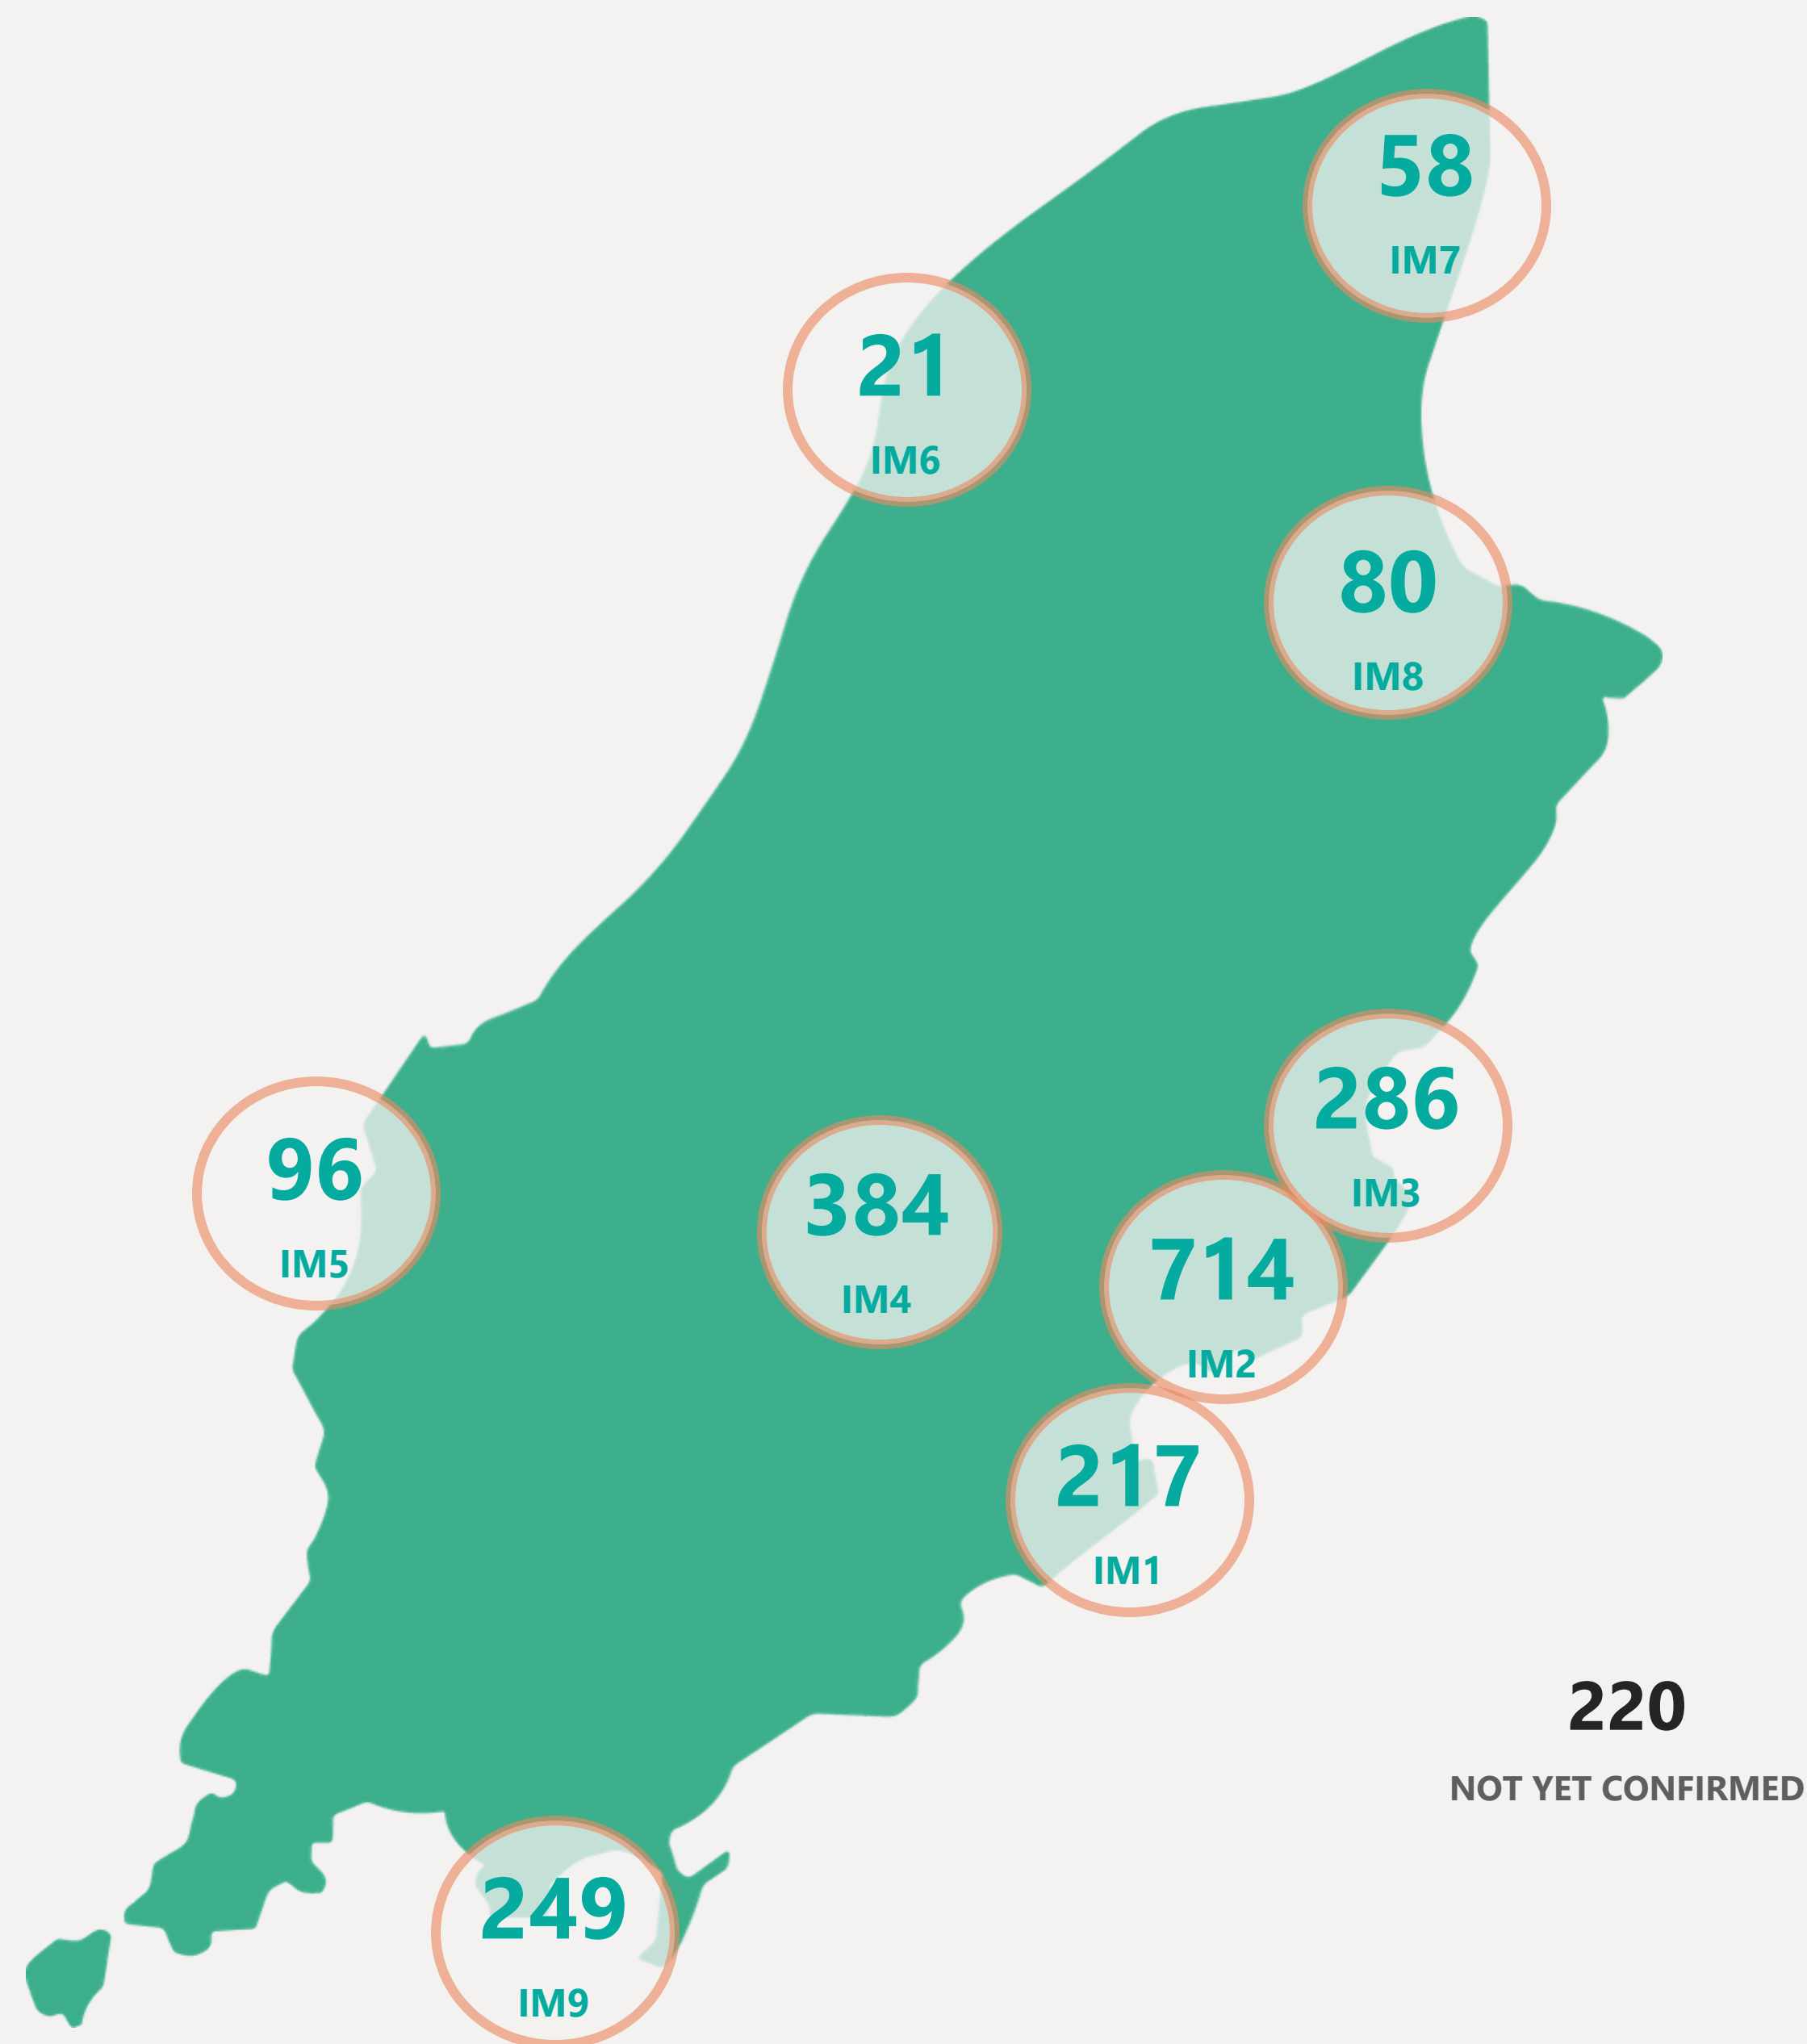 58
IM7
21
IM6
80
IM8
286
IM3
96
IM5
384
IM4
714
IM2
217
IM1
220
NOT YET CONFIRMED
249
IM9